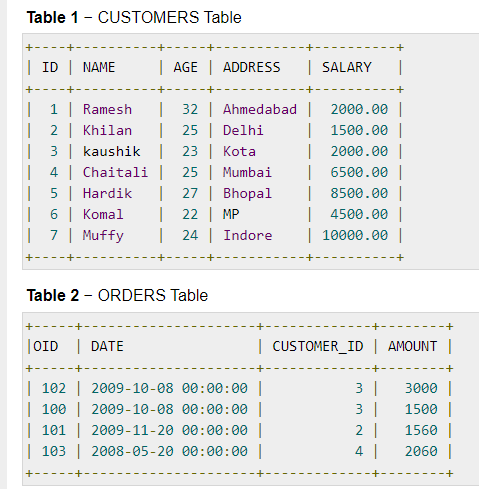 Table 1 − CUSTOMERS Table
+----+----------+-----+-----------+----------+
| ID | NAME     | AGE | ADDRESS   | SALARY   |
+----+----------+-----+-----------+----------+
|  1 | Ramesh   |  32 | Ahmedabad |  2000.00 |
|  2 | Khilan   |  25 | Delhi     |  1500.00 |
|  3 | kaushik  |  23 | Kota      |  2000.00 |
|  4 | Chaitali |  25 | Mumbai    |  6500.00 |
|  5 | Hardik   |  27 | Bhopal    |  8500.00 |
|  6 | Komal    |  22 | MP        |  4500.00 |
|  7 | Muffy    |  24 | Indore    | 10000.00 |
+----+----------+-----+-----------+----------+
Table 2 − ORDERS Table
+-----+---------------------+-------------+--------+
|OID  | DATE                | CUSTOMER_ID | AMOUNT |
+-----+---------------------+-------------+--------+
| 102 | 2009-10-08 00:00:00 |           3 |   3000 |
| 100 | 2009-10-08 00:00:00 |           3 |   1500 |
| 101 | 2009-11-20 00:00:00 |           2 |   1560 |
| 103 | 2008-05-20 00:00:00 |           4 |   2060 |
+-----+---------------------+-------------+--------+